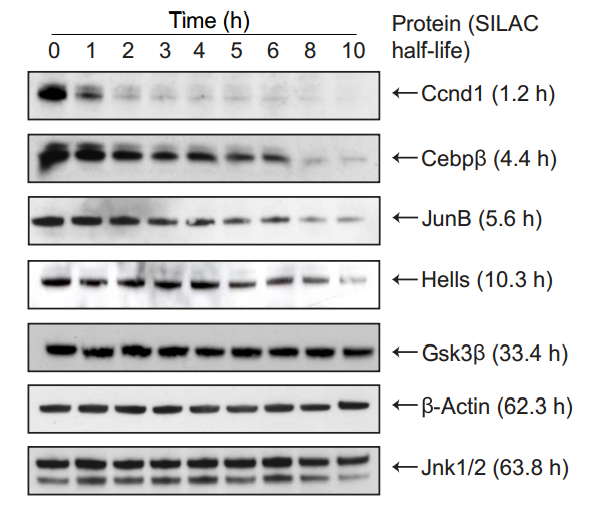 Time (h)
Protein (SILAC
half-life)
0 1 2 3 4 5 6 8 10
Ccnd1 (1.2 h)
Cebpβ (4.4 h)
JunB (5.6 h)
Hells (10.3 h)
Gsk3β (33.4 h)
β-Actin (62.3 h)
Jnk1/2 (63.8 h)